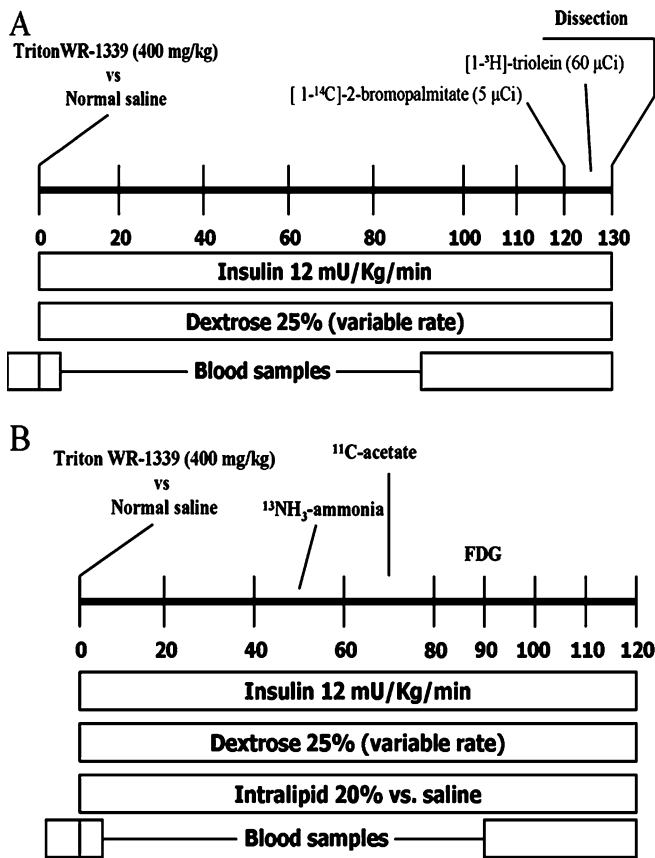 A
Dissection
TritonWR-1339 (400 mg/kg)
vs
Normal saline
[1-³H]-triolein (60 μCi)
[ 1-¹⁴C]-2-bromopalmitate (5 μCi)
0 20 40 60 80 100 110 120 130
Insulin 12 mU/Kg/min
Dextrose 25% (variable rate)
Blood samples
B
Triton WR-1339 (400 mg/kg)
vs
Normal saline
¹¹C-acetate
¹³NH₃-ammonia
FDG
0 20 40 60 80 90 100 110 120
Insulin 12 mU/Kg/min
Dextrose 25% (variable rate)
Intralipid 20% vs. saline
Blood samples